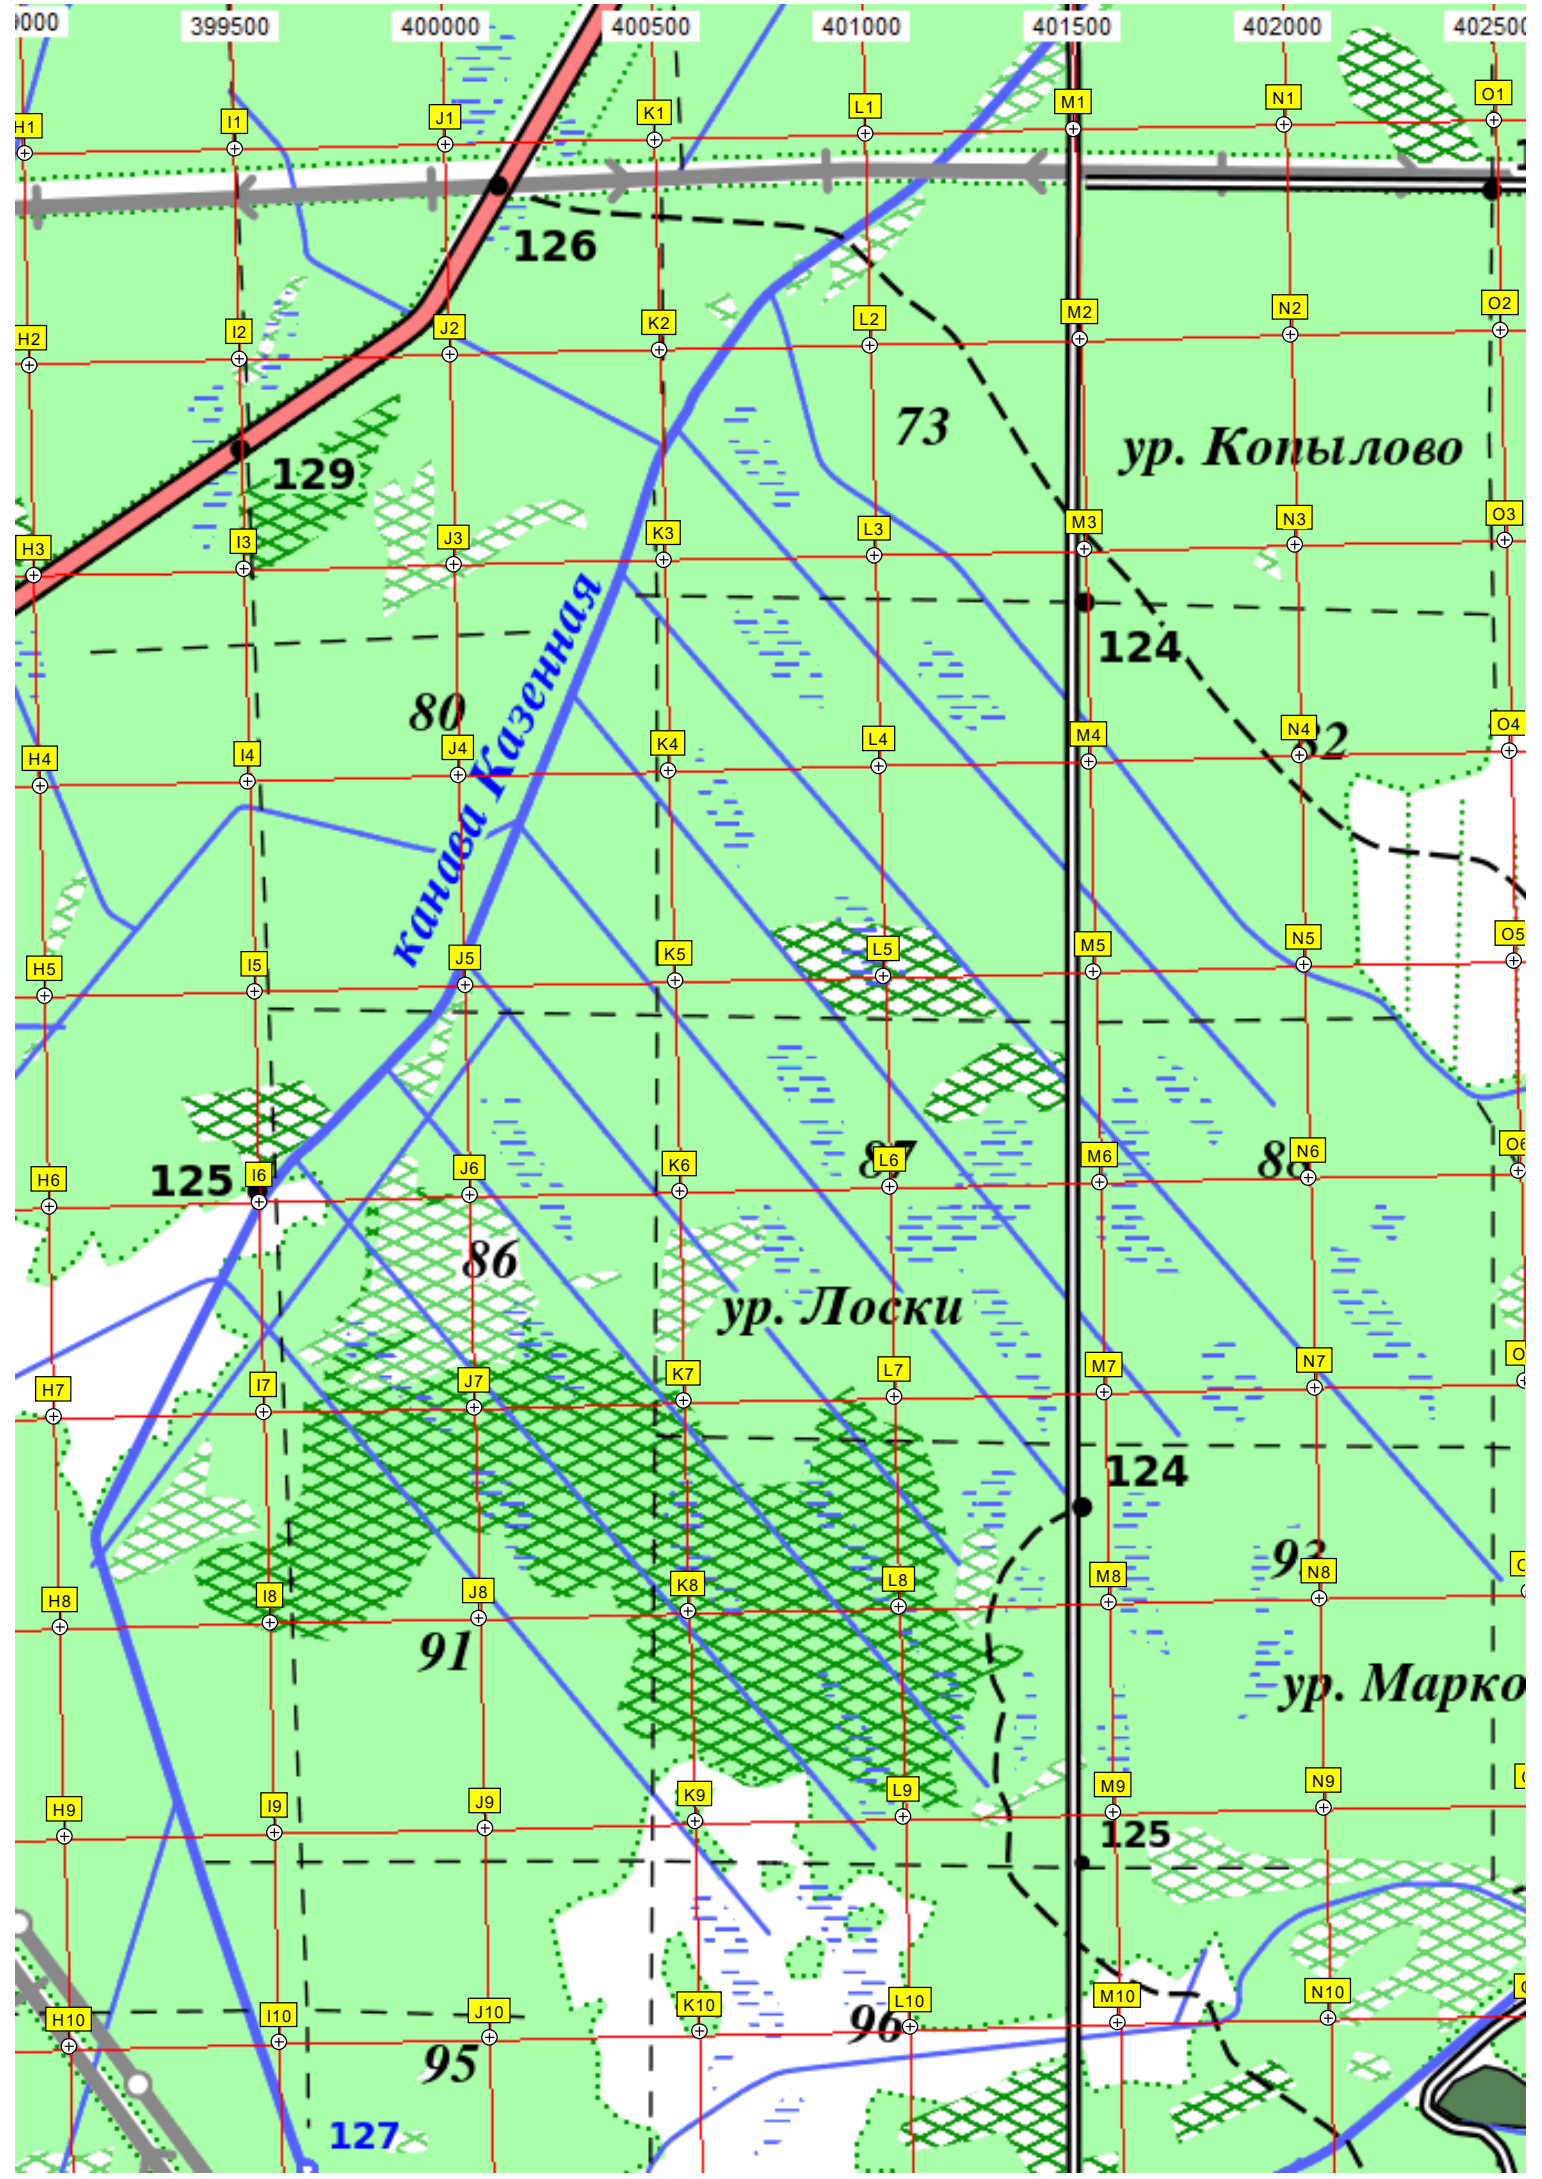 399500 400000 400500 401000 401500 402000
H1 I1 J1 K1 L1 M1 N1 O1
126
H2 I2 J2 K2 L2 M2 N2 O2
73
ур. Копылово
129
H3 I3 J3 K3 L3 M3 N3 O3
124
80
канава Казенная
H4 I4 J4 K4 L4 M4 N4 O4
H5 I5 J5 K5 L5 M5 N5 O5
87
125
H6 I6 J6 K6 L6 M6 N6
86
ур. Лоски
H7 I7 J7 K7 L7 M7 N7
124
H8 I8 J8 K8 L8 M8 N8
91
ур. Марко
H9 I9 J9 K9 L9 M9 N9
125
H10 I10 J10 K10 L10 M10 N10
96
95
127